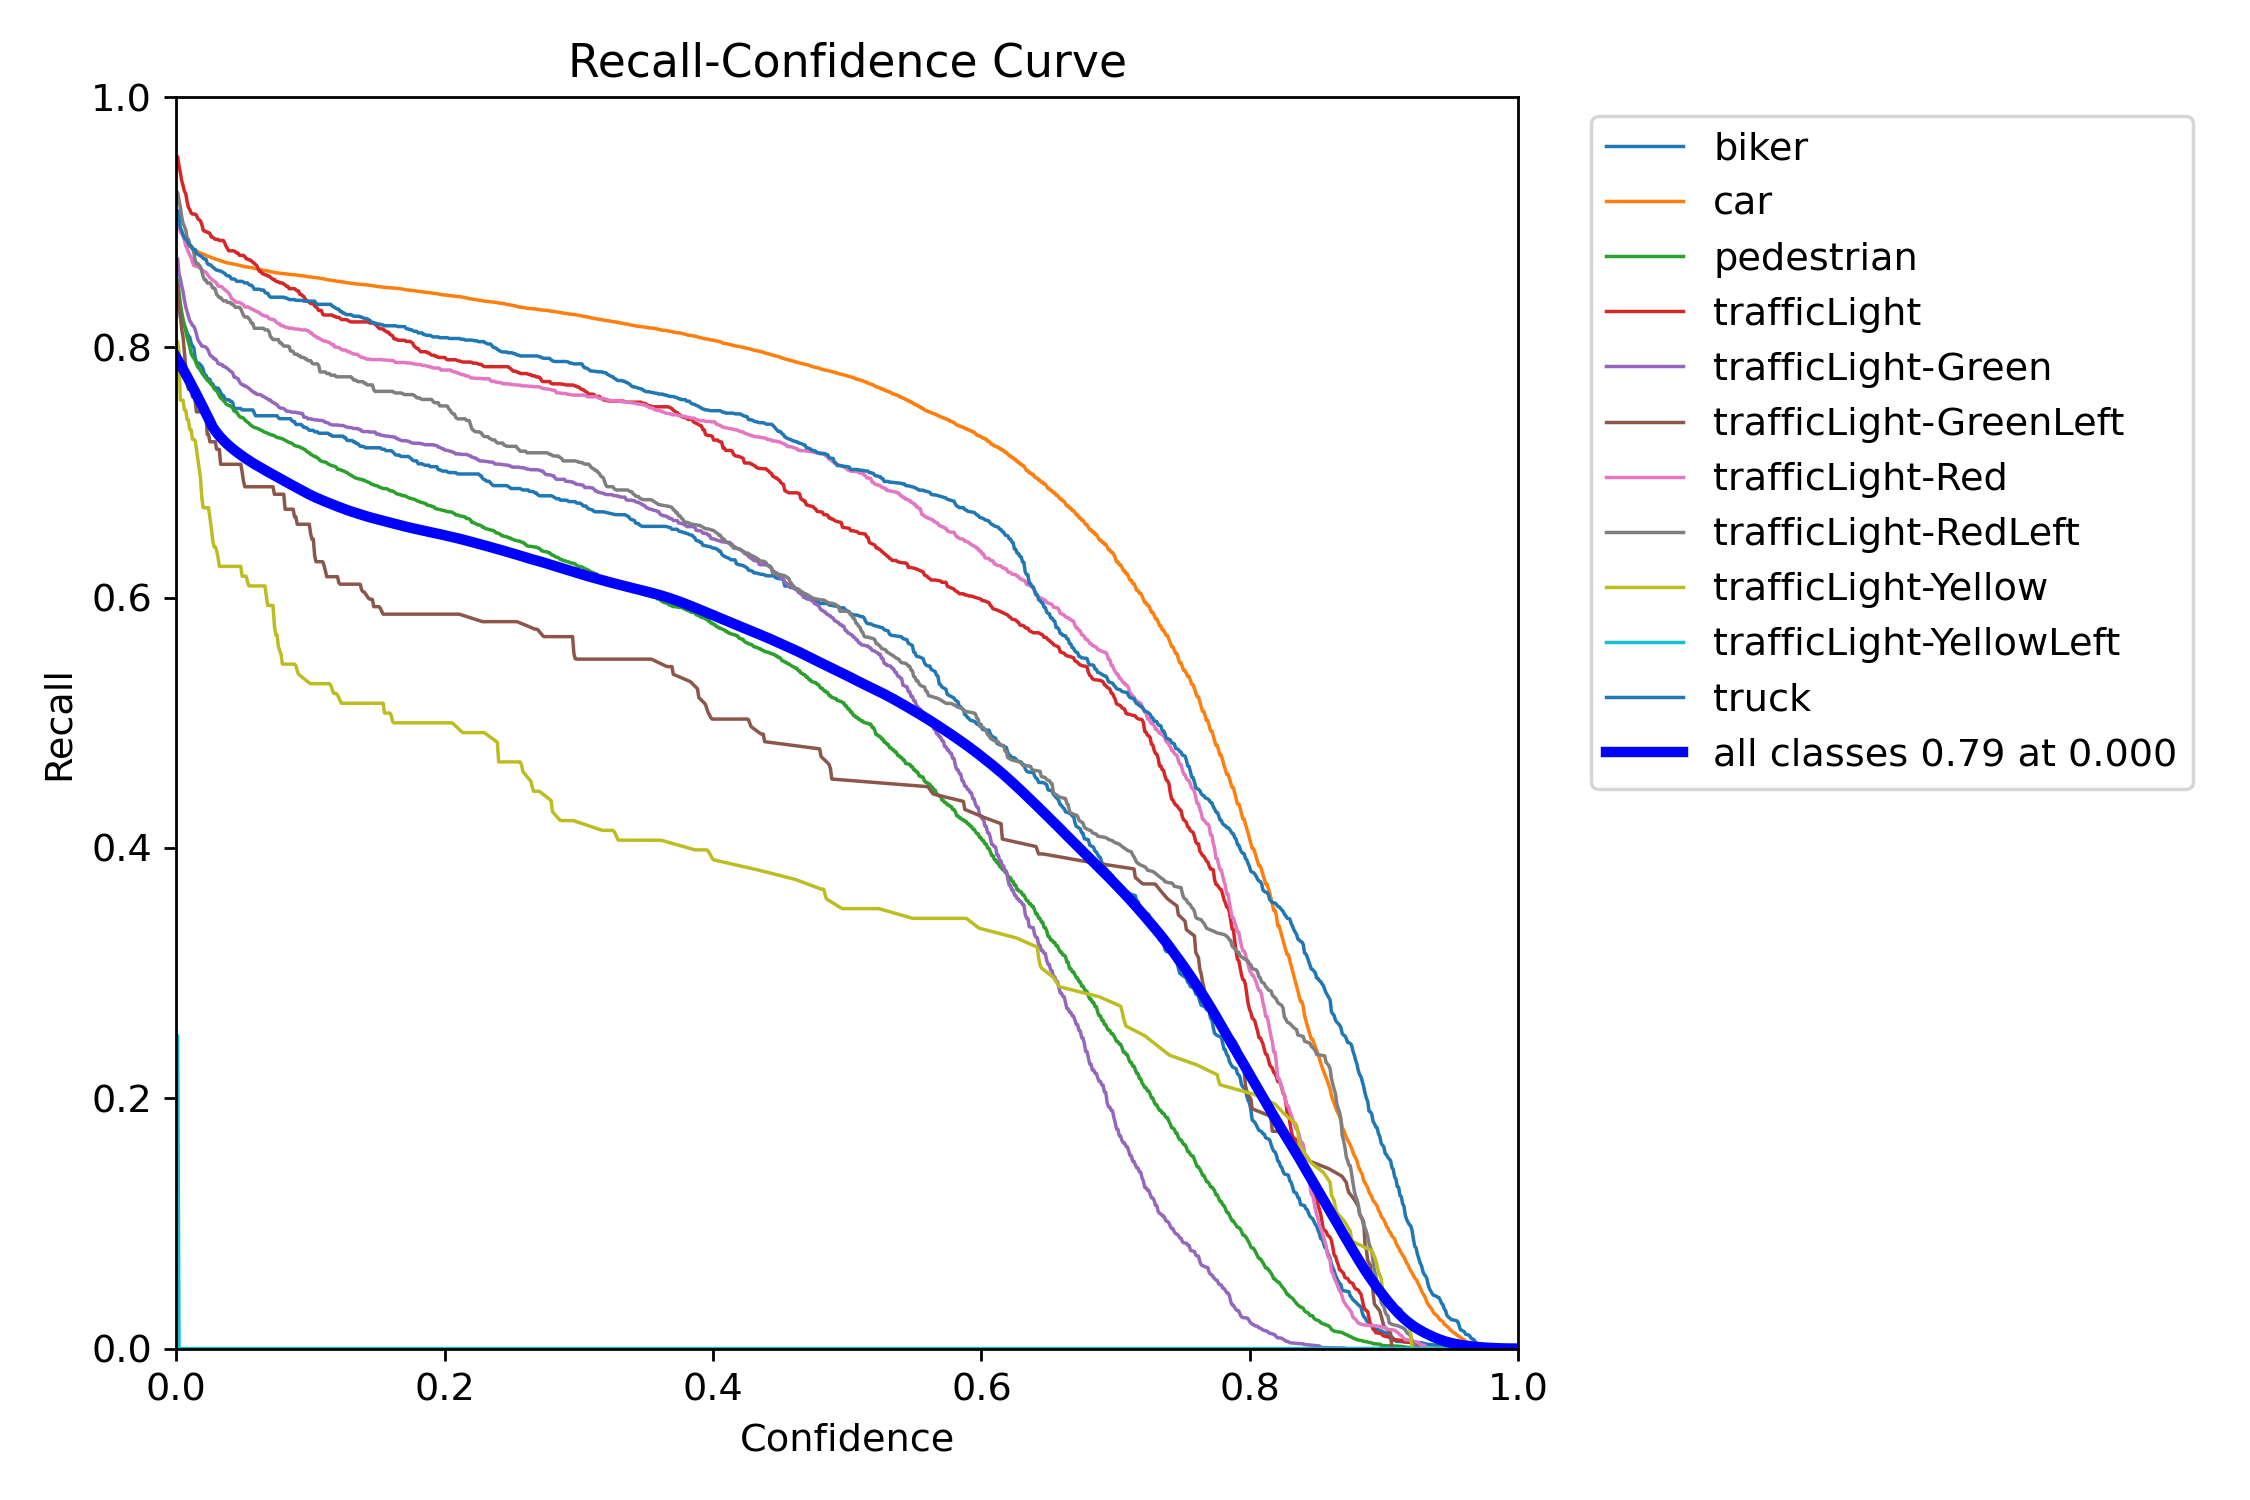 Recall-Confidence Curve
1.0
0.8
0.6
0.4
0.2
0.0
Recall
0.0 0.2 0.4 0.6 0.8 1.0
Confidence
biker
car
pedestrian
trafficLight
trafficLight-Green
trafficLight-GreenLeft
trafficLight-Red
trafficLight-RedLeft
trafficLight-Yellow
trafficLight-YellowLeft
truck
all classes 0.79 at 0.000